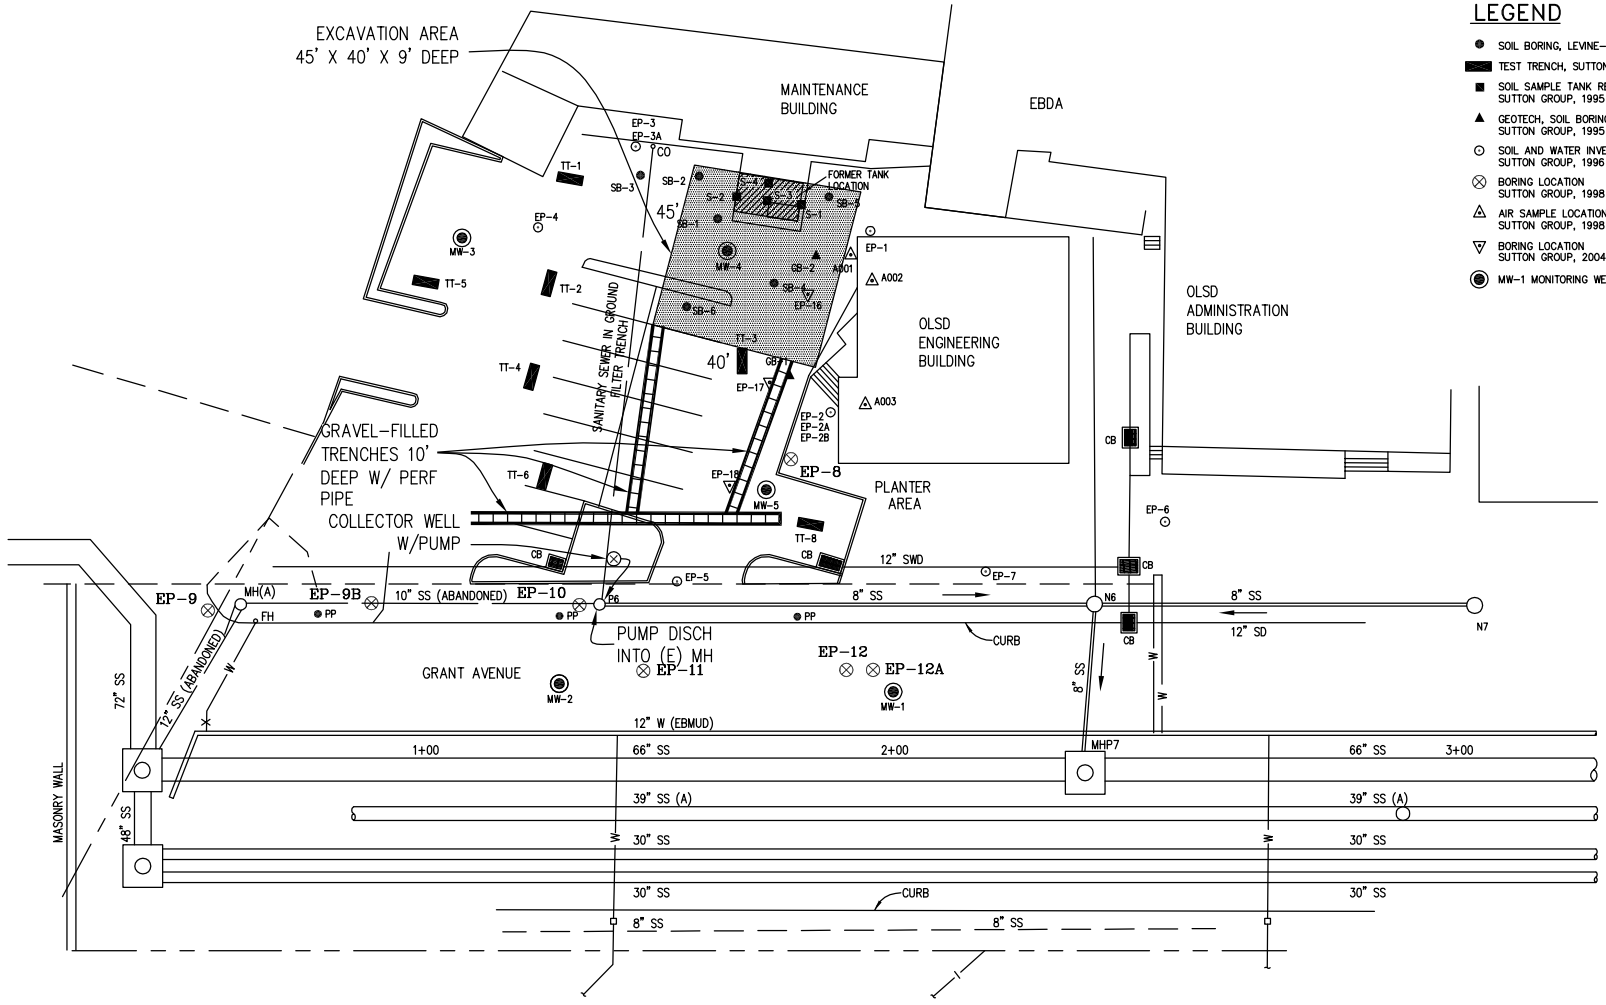 LEGEND
SOIL BORING, LEVINE-
TEST TRENCH, SUTTON
SOIL SAMPLE TANK RE
SUTTON GROUP, 1995
GEOTECH, SOIL BORING
SUTTON GROUP, 1995
SOIL AND WATER INVE
SUTTON GROUP, 1996
BORING LOCATION
SUTTON GROUP, 1998
AIR SAMPLE LOCATION
SUTTON GROUP, 1998
BORING LOCATION
SUTTON GROUP, 2004
MW-1 MONITORING WE
EXCAVATION AREA
45' X 40' X 9' DEEP
MAINTENANCE
BUILDING
EBDA
EP-3
EP-3A
CO
TT-1
SB-3
SB-2
S-4
S-3
S-2
S-1
FORMER TANK
LOCATION
SB-5
45'
SB-1
EP-4
MW-3
MW-4
GB-2
EP-1
A001
A002
TT-5
TT-2
SB-4
EP-16
SB-6
OLSD
ADMINISTRATION
BUILDING
OLSD
ENGINEERING
BUILDING
SANITARY SEWER IN GROUND
FILTER TRENCH
TT-3
40'
GB-1
TT-4
EP-17
A003
EP-2
EP-2A
EP-2B
GRAVEL-FILLED
TRENCHES 10'
DEEP W/ PERF
PIPE
CB
TT-6
EP-18
EP-8
MW-5
PLANTER
AREA
EP-6
COLLECTOR WELL
W/PUMP
TT-8
CB
CB
12" SWD
CB
EP-5
EP-7
EP-9
MH(A)
EP-9B
10" SS (ABANDONED)
EP-10
P6
8" SS
N6
8" SS
FH
PP
PP
PP
N7
12" SD
CB
CURB
PUMP DISCH
INTO (E) MH
12" SS (ABANDONED)
W
GRANT AVENUE
EP-11
EP-12
EP-12A
MW-2
MW-1
8" SS
W
W
72" SS
12" W (EBMUD)
1+00
66" SS
2+00
MHP7
66" SS
3+00
MASONRY WALL
48" SS
39" SS (A)
39" SS (A)
W
W
30" SS
30" SS
30" SS
CURB
30" SS
8" SS
8" SS